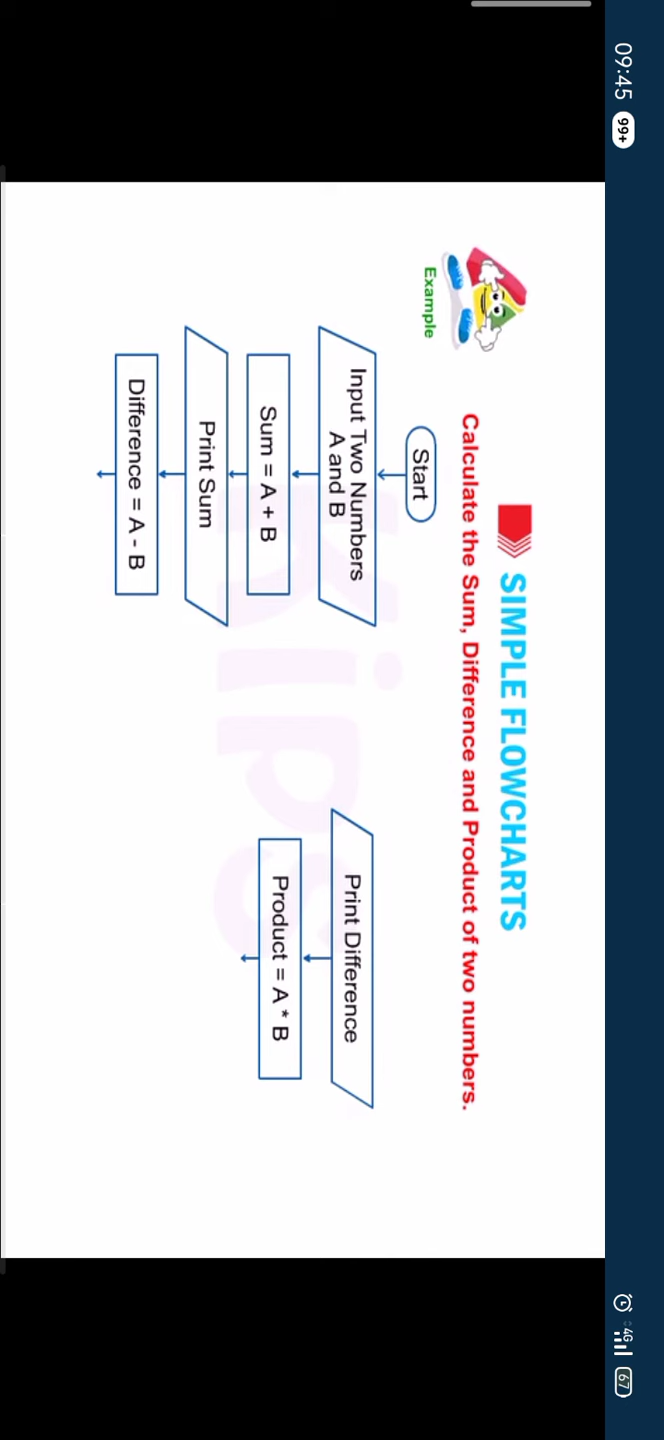 09:45 99+
4G 67
SIMPLE FLOWCHARTS
Calculate the Sum, Difference and Product of two numbers.
Example
Start
Input Two Numbers
A and B
Sum = A + B
Print Sum
Difference = A - B
Print Difference
Product = A * B
Kips